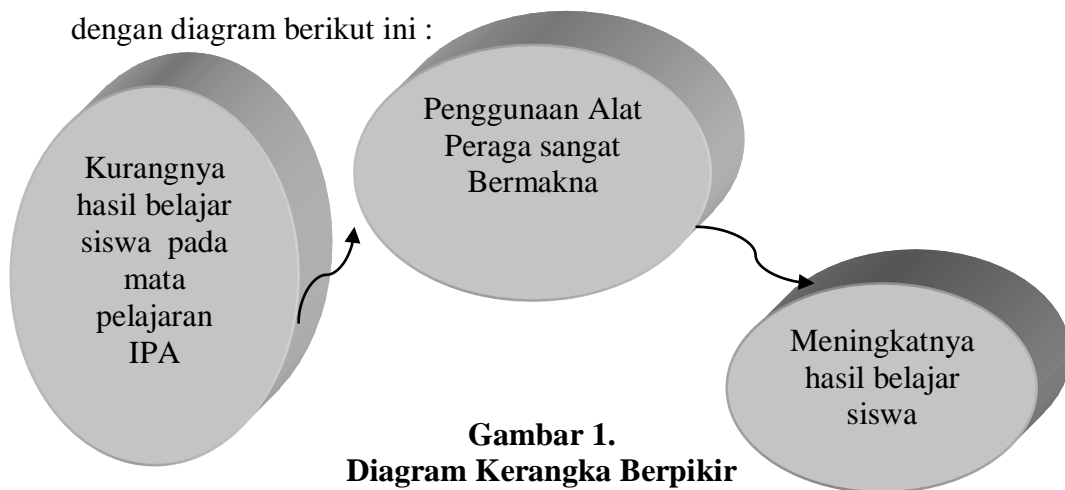 dengan diagram berikut ini :
Kurangnya
hasil belajar
siswa pada
mata
pelajaran
IPA
Penggunaan Alat
Peraga sangat
Bermakna
Meningkatnya
hasil belajar
siswa
Gambar 1.
Diagram Kerangka Berpikir